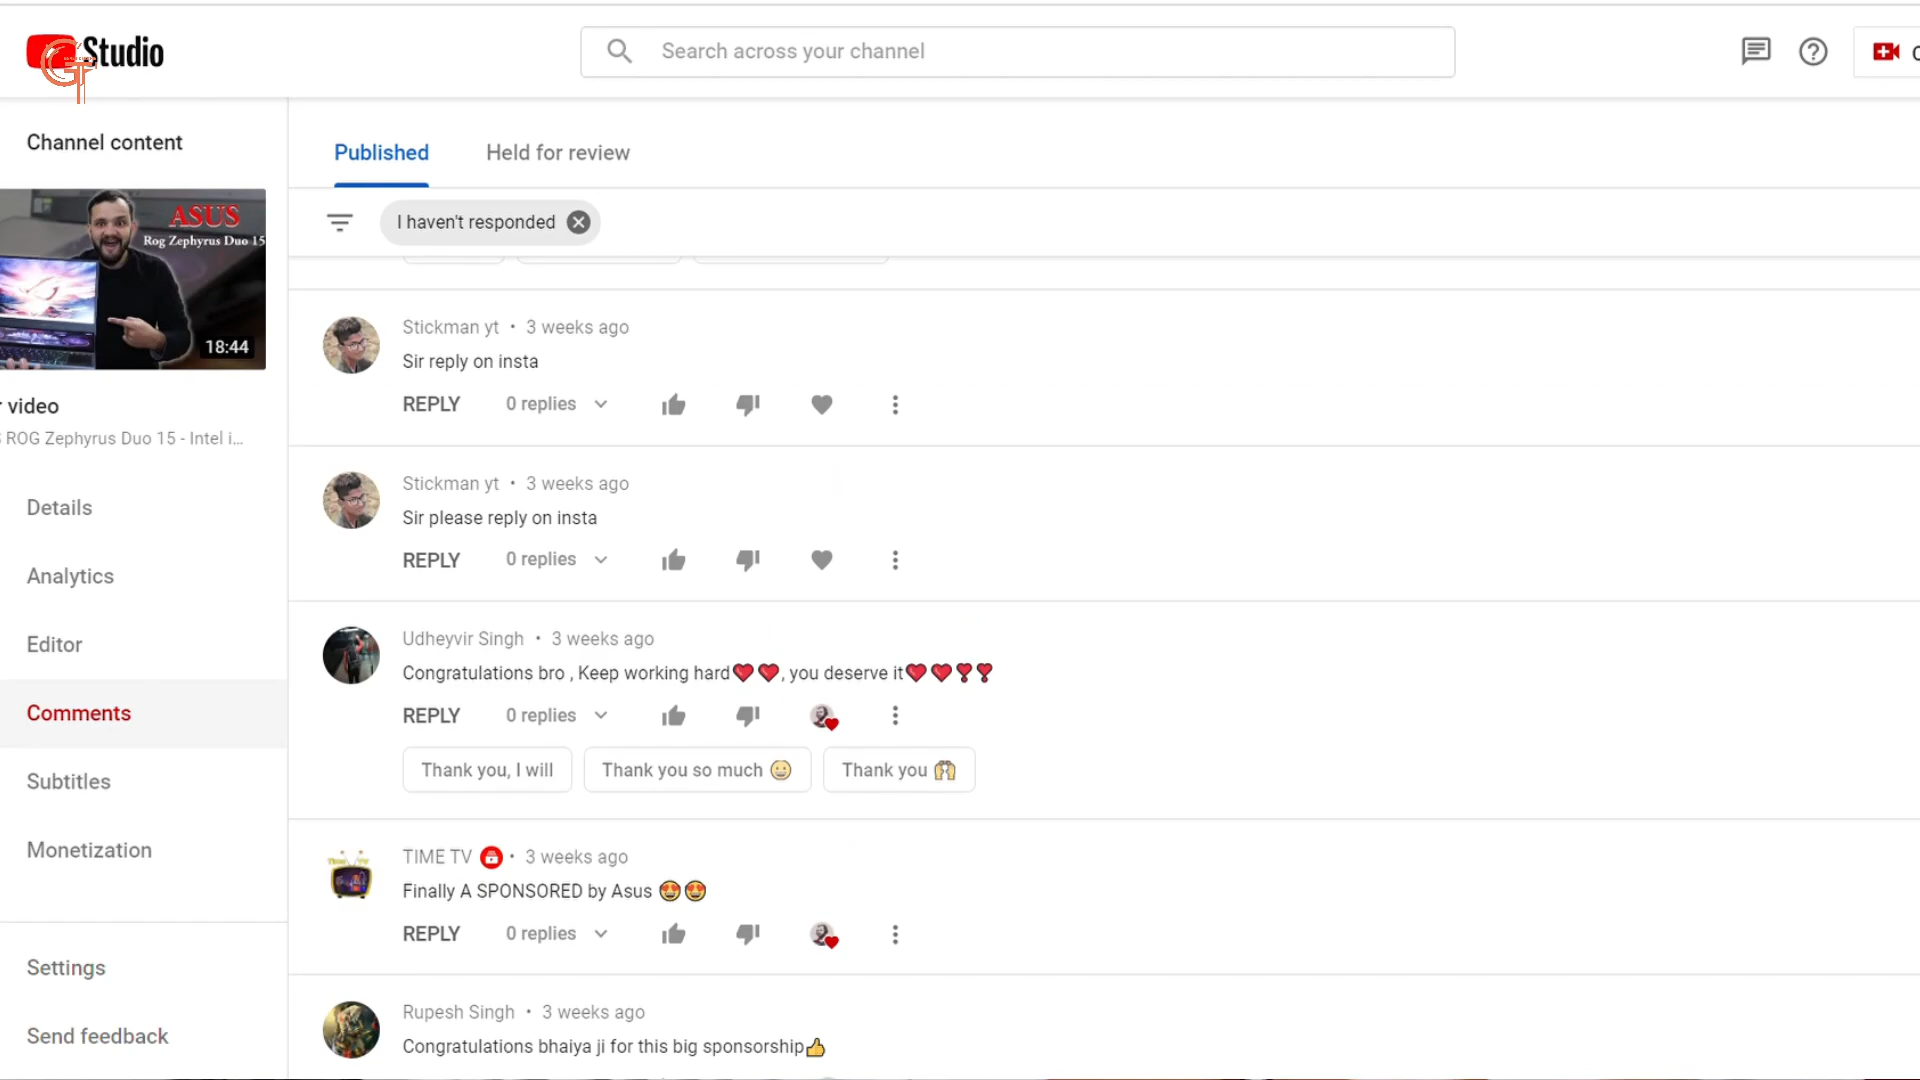 Studio
Search across your channel
Channel content
ASUS
Rog Zephyrus Duo 15
18:44
video
ROG Zephyrus Duo 15 - Intel i...
Details
Analytics
Editor
Comments
Subtitles
Monetization
Settings
Send feedback
Published Held for review
I haven't responded
Stickman yt • 3 weeks ago
Sir reply on insta
REPLY 0 replies
Stickman yt • 3 weeks ago
Sir please reply on insta
REPLY 0 replies
Udheyvir Singh • 3 weeks ago
Congratulations bro , Keep working hard❤❤, you deserve it❤❤❣❣
REPLY 0 replies
Thank you, I will Thank you so much 😀 Thank you 🙌
TIME TV • 3 weeks ago
Finally A SPONSORED by Asus 😍😍
REPLY 0 replies
Rupesh Singh • 3 weeks ago
Congratulations bhaiya ji for this big sponsorship👍